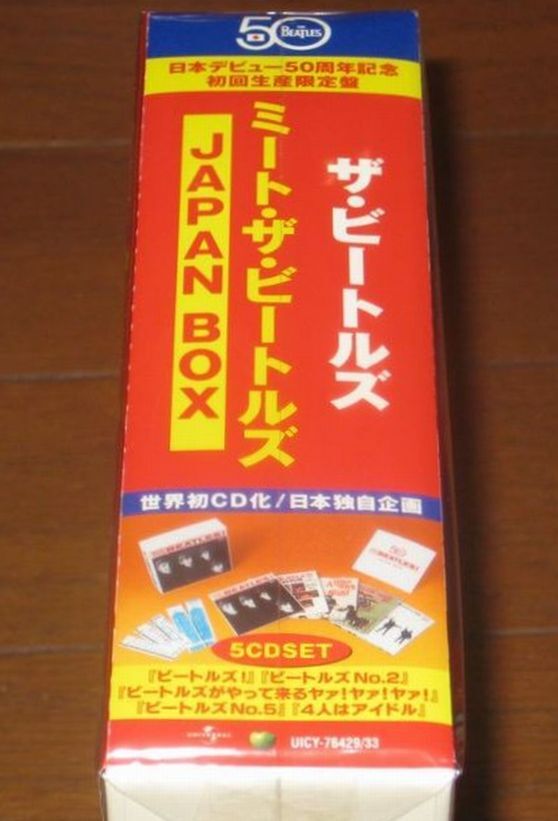 50 THE BEATLES
日本デビュー50周年記念
初回生産限定盤
ザ・ビートルズ
ミート・ザ・ビートルズ
JAPAN BOX
世界初CD化/日本独自企画
BEATLES!
5CDSET
『ビートルズ!』『ビートルズNo.2』
『ビートルズがやって来るヤァ!ヤァ!ヤァ!』
『ビートルズNo.5』『4人はアイドル』
UNIVERSAL
UICY-76429/33